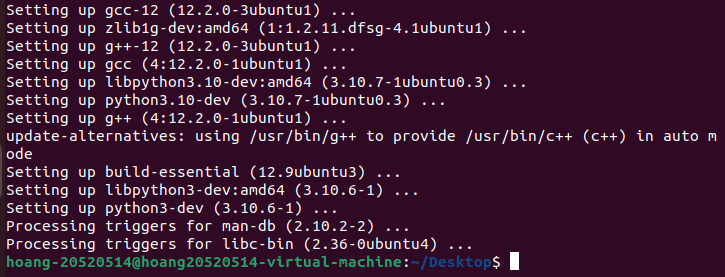 Setting up gcc-12 (12.2.0-3ubuntu1) ...
Setting up zlib1g-dev:amd64 (1:1.2.11.dfsg-4.1ubuntu1) ...
Setting up g++-12 (12.2.0-3ubuntu1) ...
Setting up gcc (4:12.2.0-1ubuntu1) ...
Setting up libpython3.10-dev:amd64 (3.10.7-1ubuntu0.3) ...
Setting up python3.10-dev (3.10.7-1ubuntu0.3) ...
Setting up g++ (4:12.2.0-1ubuntu1) ...
update-alternatives: using /usr/bin/g++ to provide /usr/bin/c++ (c++) in auto m
ode
Setting up build-essential (12.9ubuntu3) ...
Setting up libpython3-dev:amd64 (3.10.6-1) ...
Setting up python3-dev (3.10.6-1) ...
Processing triggers for man-db (2.10.2-2) ...
Processing triggers for libc-bin (2.36-0ubuntu4) ...
hoang-20520514@hoang20520514-virtual-machine:~/Desktop$